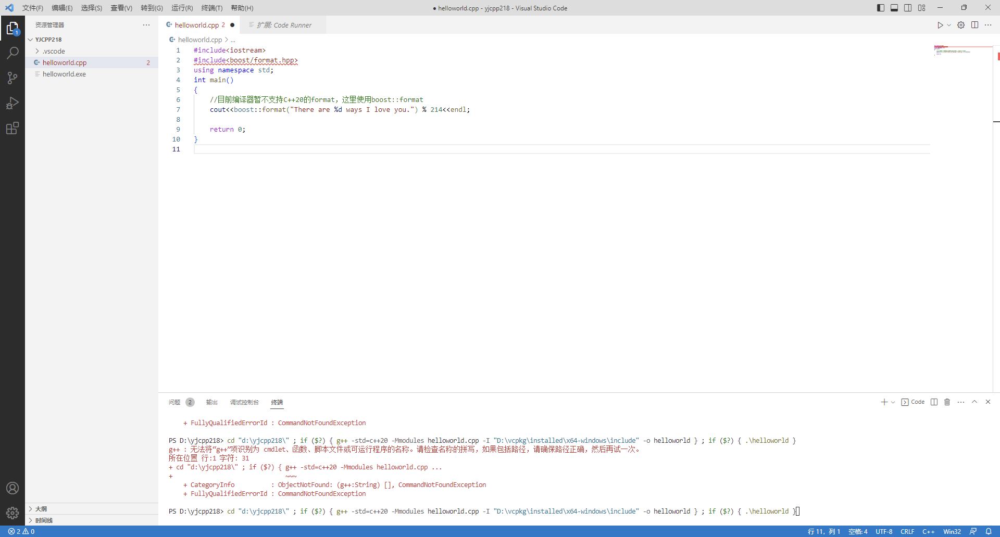 文件(F) 编辑(E) 选择(S) 查看(V) 转到(G) 运行(R) 终端(T) 帮助(H) ● helloworld.cpp - yjcpp218 - Visual Studio Code
资源管理器
helloworld.cpp 2 ● 扩展: Code Runner
1
YJCPP218
helloworld.cpp > ...
.vscode
helloworld.cpp 2
helloworld.exe
1 #include<iostream>
2 #include<boost/format.hpp>
3 using namespace std;
4 int main()
5 {
6 //目前编译器暂不支持C++20的format，这里使用boost::format
7 cout<<boost::format("There are %d ways I love you.") % 214<<endl;
8
9 return 0;
10 }
11
问题 2 输出 调试控制台 终端 Code
+ FullyQualifiedErrorId : CommandNotFoundException
PS D:\yjcpp218> cd "d:\yjcpp218\" ; if ($?) { g++ -std=c++20 -Mmodules helloworld.cpp -I "D:\vcpkg\installed\x64-windows\include" -o helloworld } ; if ($?) { .\helloworld }
g++ : 无法将“g++”项识别为 cmdlet、函数、脚本文件或可运行程序的名称。请检查名称的拼写，如果包括路径，请确保路径正确，然后再试一次。
所在位置 行:1 字符: 31
+ cd "d:\yjcpp218\" ; if ($?) { g++ -std=c++20 -Mmodules helloworld.cpp ...
+ ~~~
+ CategoryInfo : ObjectNotFound: (g++:String) [], CommandNotFoundException
+ FullyQualifiedErrorId : CommandNotFoundException
PS D:\yjcpp218> cd "d:\yjcpp218\" ; if ($?) { g++ -std=c++20 -Mmodules helloworld.cpp -I "D:\vcpkg\installed\x64-windows\include" -o helloworld } ; if ($?) { .\helloworld }
大纲
时间线
2 0 行 11，列 1 空格: 4 UTF-8 CRLF C++ Win32